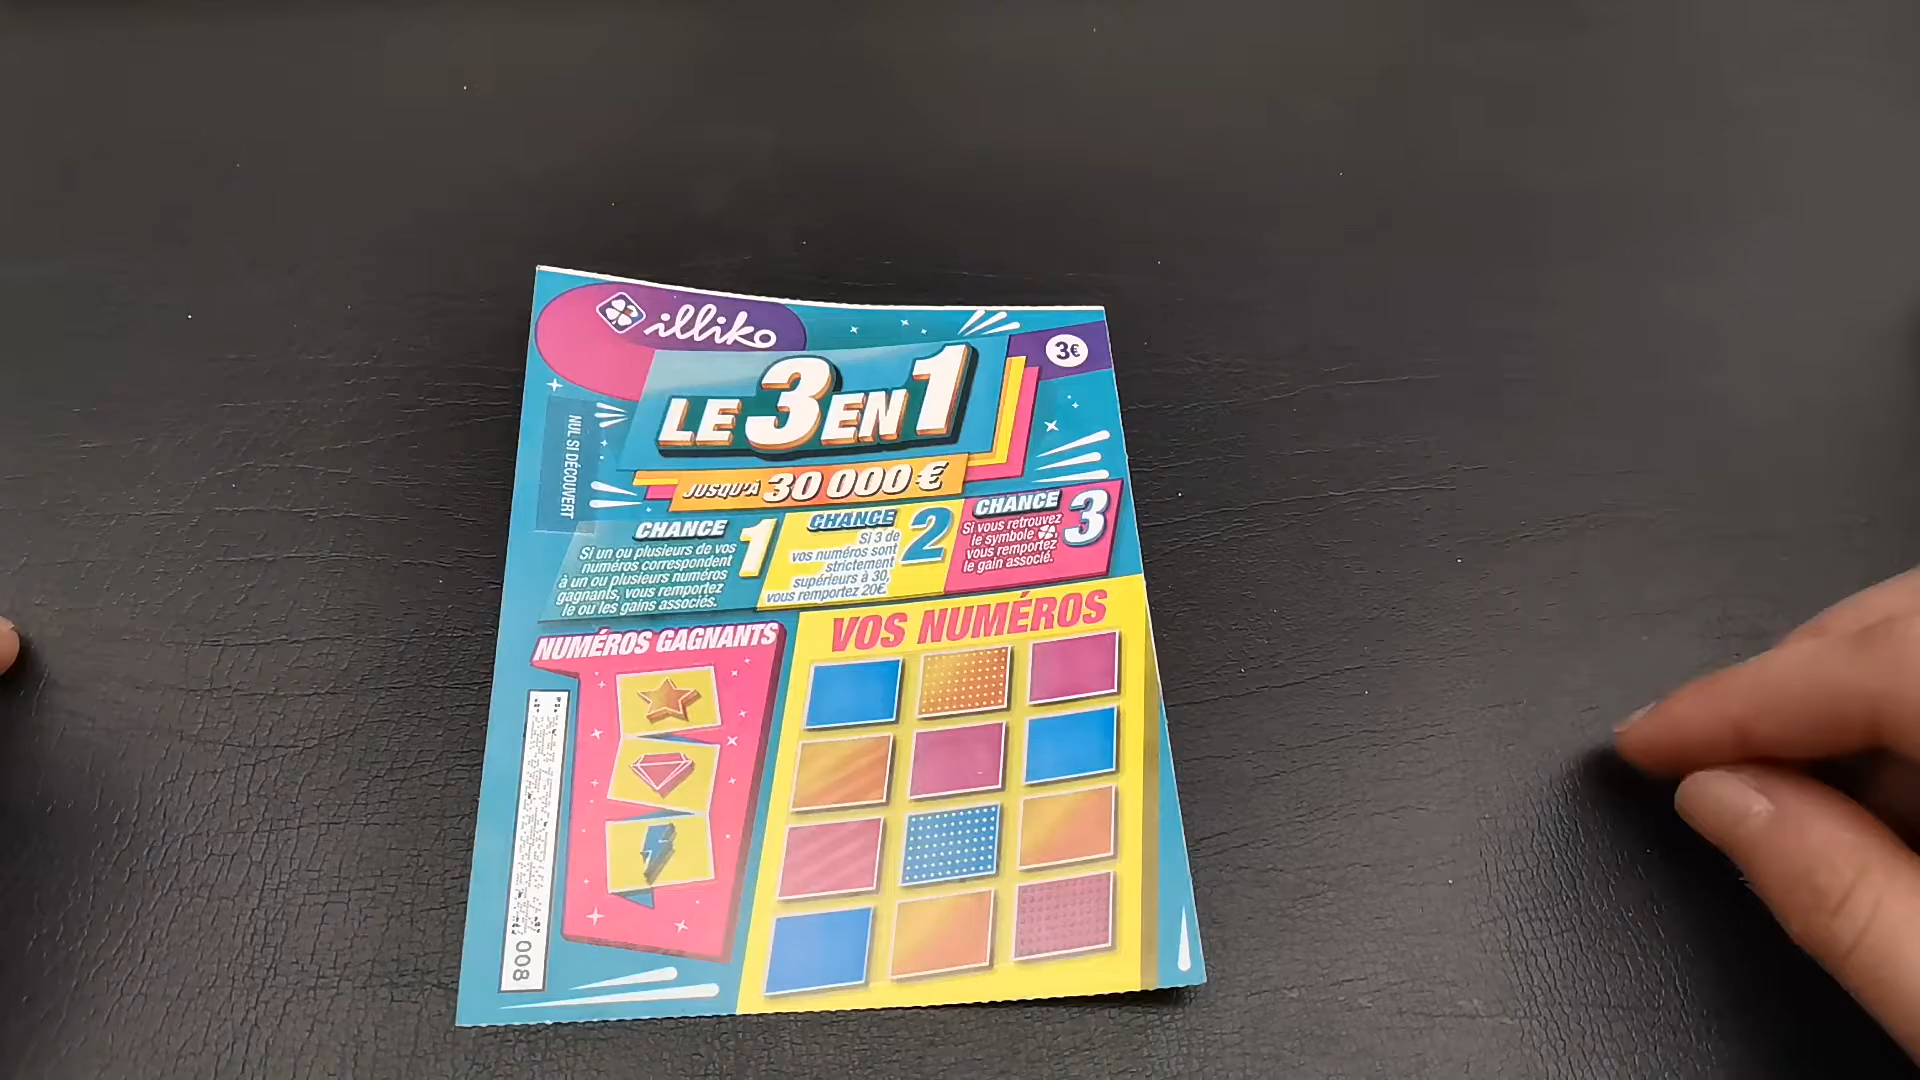 illiko
3€
LE 3 EN 1
JUSQU'À 30 000 €
NUL SI DÉCOUVERT
CHANCE 1
Si un ou plusieurs de vos
numéros correspondent
à un ou plusieurs numéros
gagnants, vous remportez
le ou les gains associés.
CHANCE 2
Si 3 de
vos numéros sont
strictement
supérieurs à 30,
vous remportez 20€.
CHANCE 3
Si vous retrouvez
le symbole
vous remportez
le gain associé.
NUMÉROS GAGNANTS
VOS NUMÉROS
008